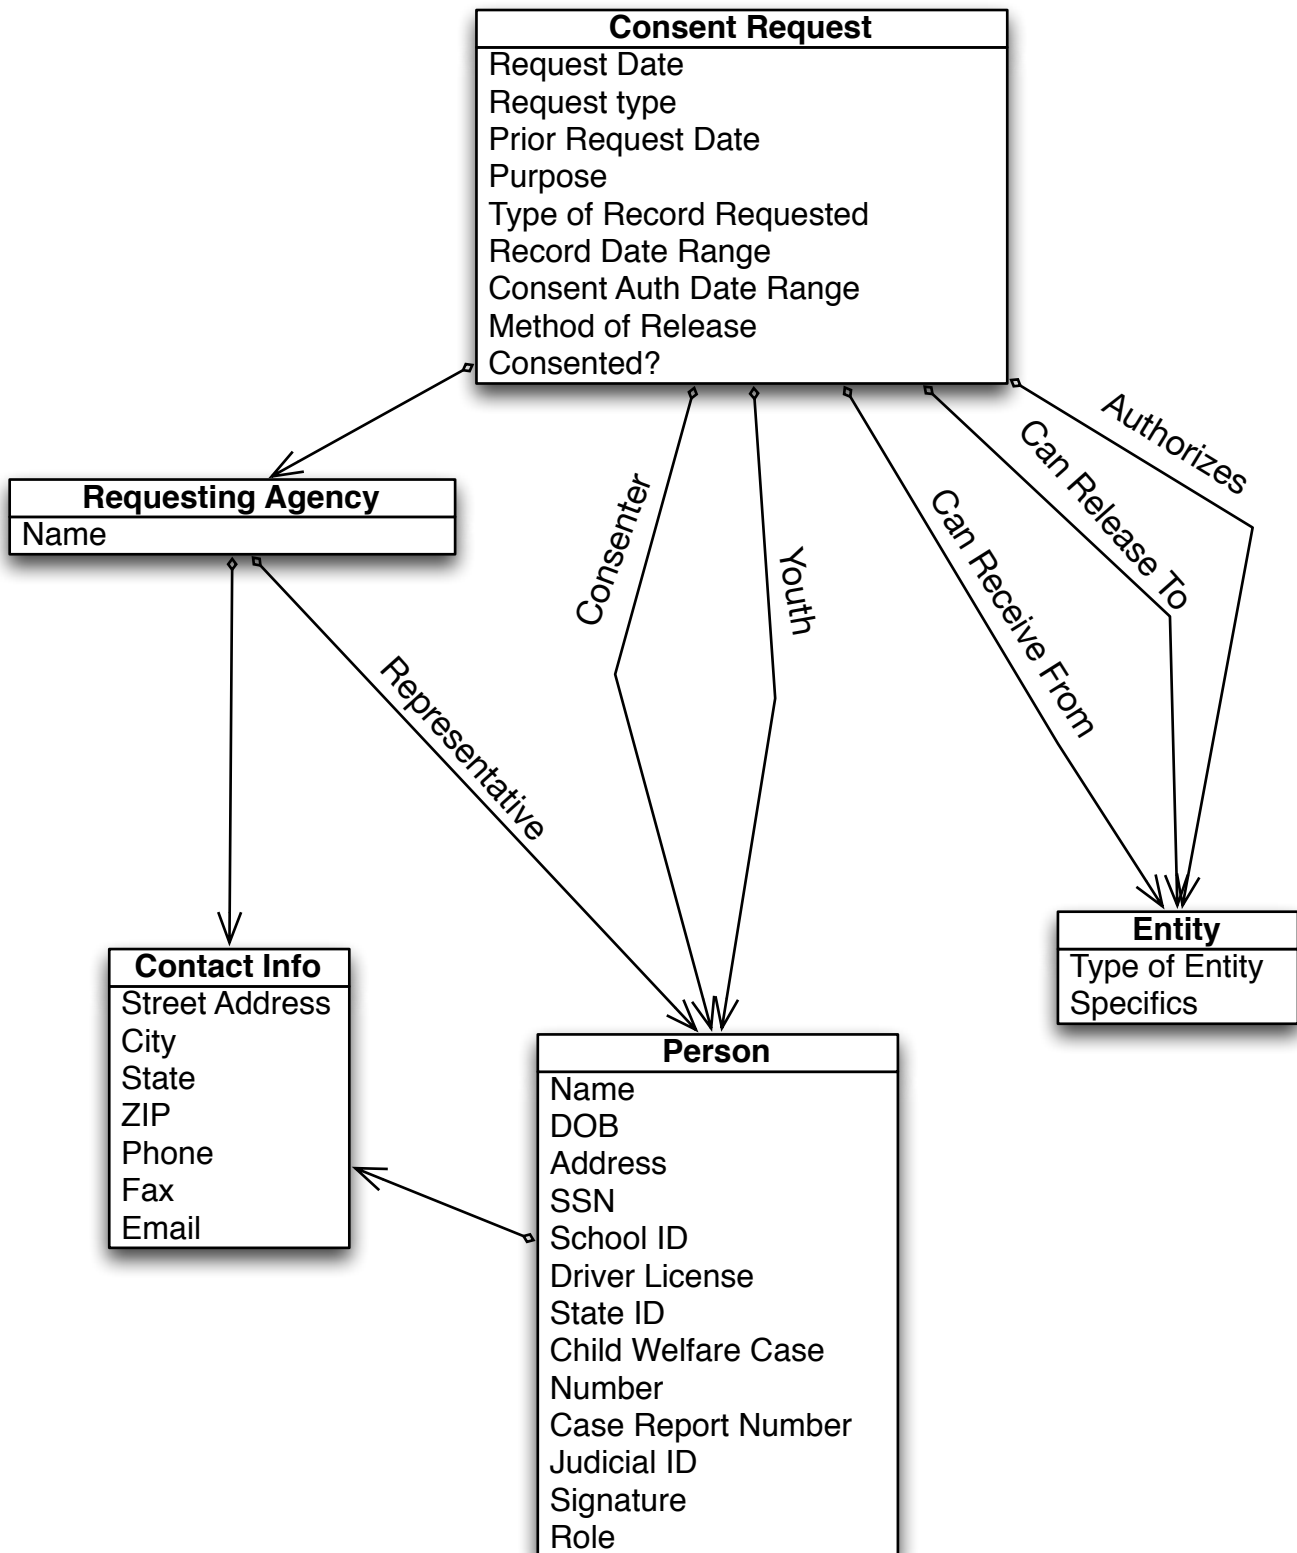 Consent Request
Request Date
Request type
Prior Request Date
Purpose
Type of Record Requested
Record Date Range
Consent Auth Date Range
Method of Release
Consented?
Authorizes
Can Release To
Can Receive From
Consenter
Youth
Requesting Agency
Name
Representative
Contact Info
Street Address
City
State
ZIP
Phone
Fax
Email
Entity
Type of Entity
Specifics
Person
Name
DOB
Address
SSN
School ID
Driver License
State ID
Child Welfare Case
Number
Case Report Number
Judicial ID
Signature
Role